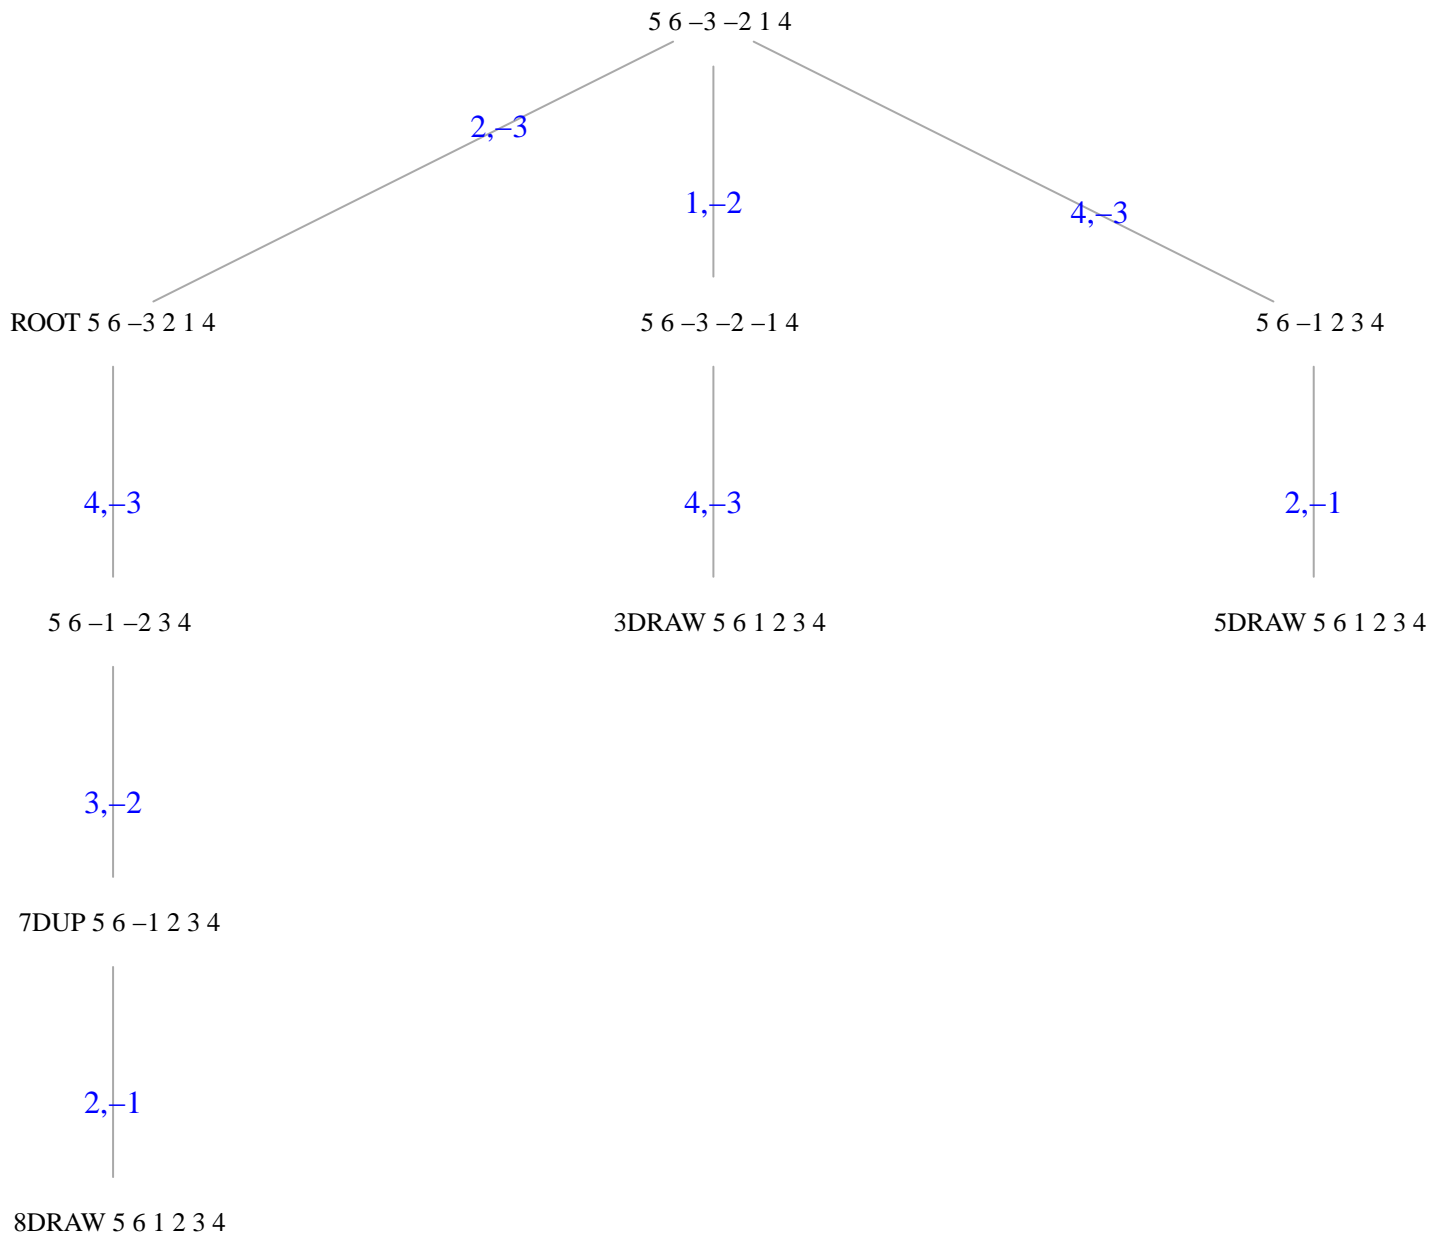 5 6 –3 –2 1 4
2,–3
1,–2
4,–3
ROOT 5 6 –3 2 1 4
5 6 –3 –2 –1 4
5 6 –1 2 3 4
4,–3
4,–3
2,–1
5 6 –1 –2 3 4
3DRAW 5 6 1 2 3 4
5DRAW 5 6 1 2 3 4
3,–2
7DUP 5 6 –1 2 3 4
2,–1
8DRAW 5 6 1 2 3 4